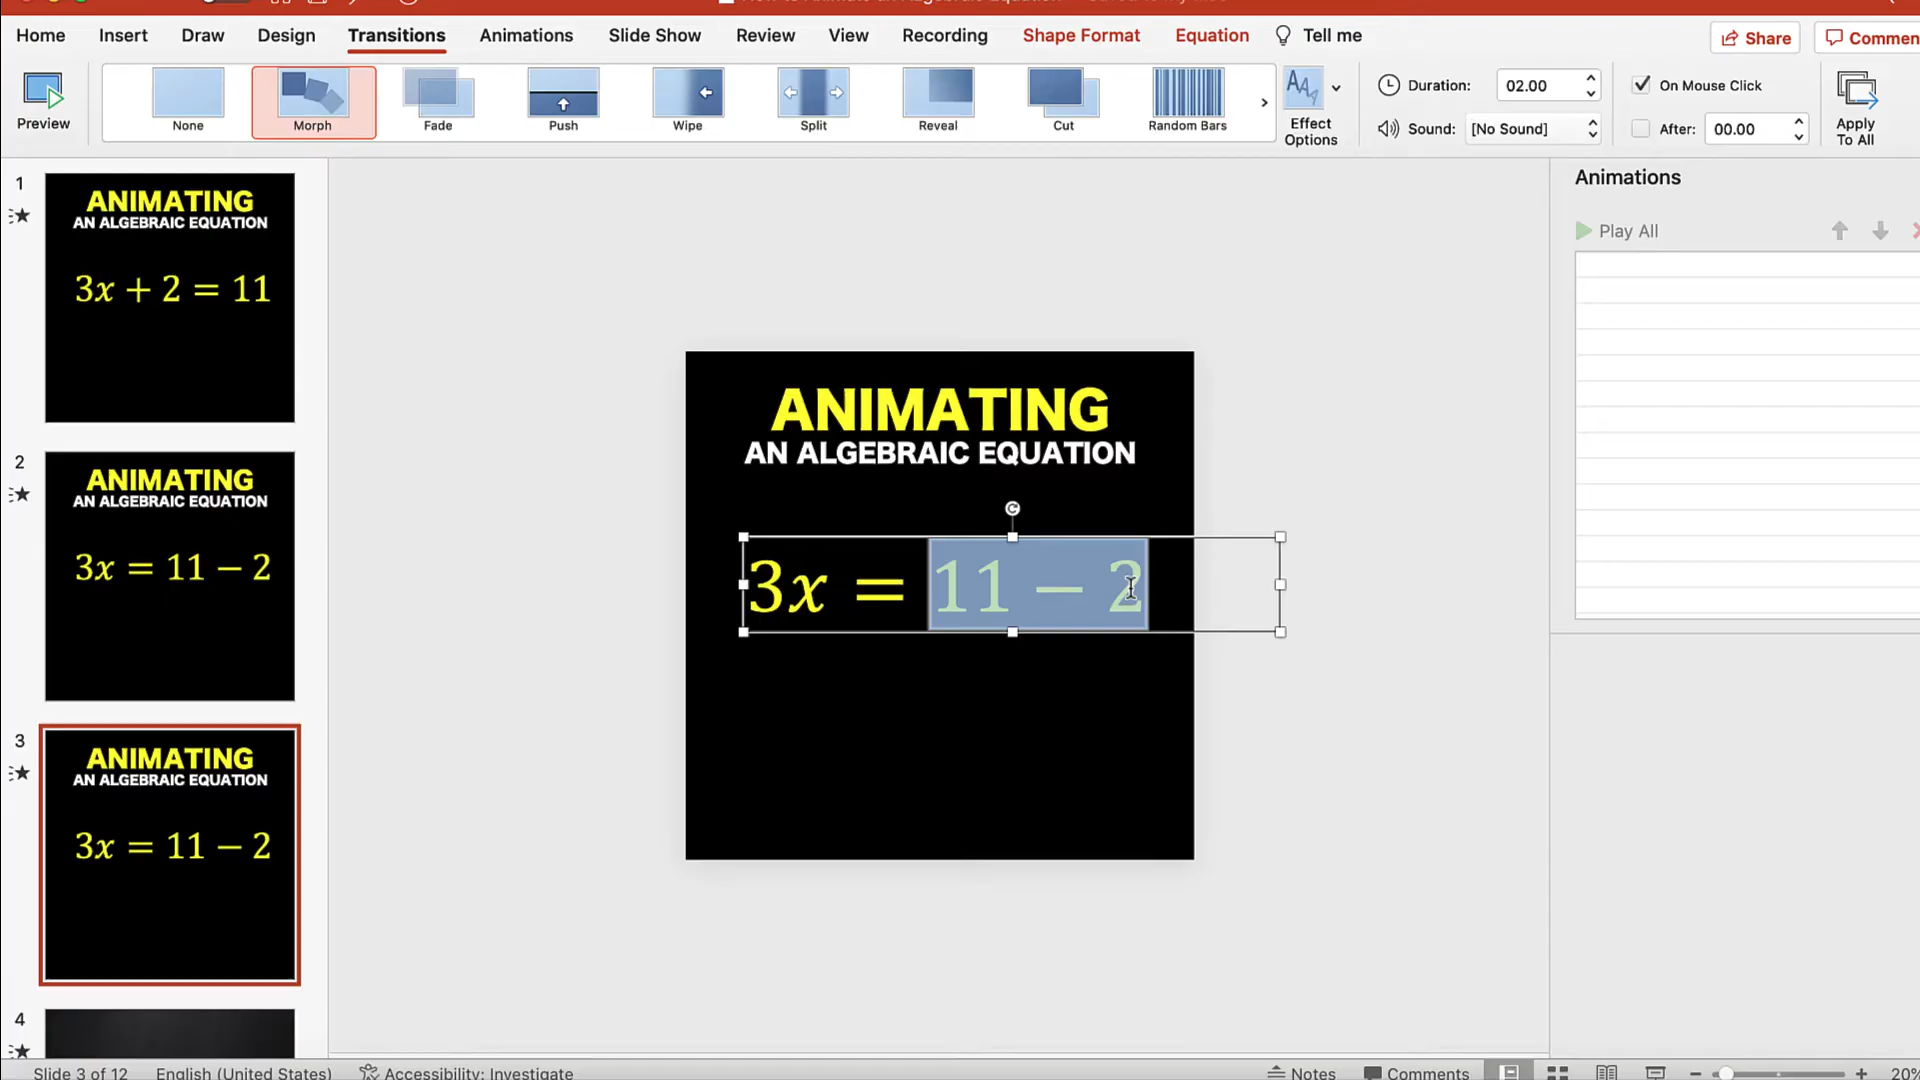 Home Insert Draw Design Transitions Animations Slide Show Review View Recording Shape Format Equation Tell me Share Commen
Preview
None
Morph
Fade
Push
Wipe
Split
Reveal
Cut
Random Bars
Effect
Options
Duration: 02.00
Sound: [No Sound]
On Mouse Click
After: 00.00
Apply
To All
1
ANIMATING
AN ALGEBRAIC EQUATION
3x + 2 = 11
2
ANIMATING
AN ALGEBRAIC EQUATION
3x = 11 − 2
3
ANIMATING
AN ALGEBRAIC EQUATION
3x = 11 − 2
4
ANIMATING
AN ALGEBRAIC EQUATION
3x = 11 − 2
Animations
Play All
Slide 3 of 12 English (United States) Accessibility: Investigate Notes Comments 20%